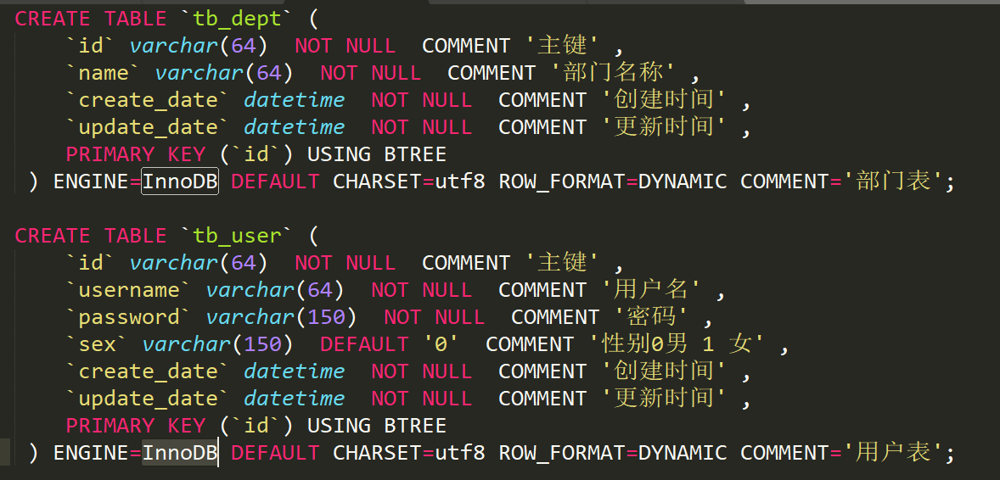 CREATE TABLE `tb_dept` (
`id` varchar(64) NOT NULL COMMENT '主键' ,
`name` varchar(64) NOT NULL COMMENT '部门名称' ,
`create_date` datetime NOT NULL COMMENT '创建时间' ,
`update_date` datetime NOT NULL COMMENT '更新时间' ,
PRIMARY KEY (`id`) USING BTREE
) ENGINE=InnoDB DEFAULT CHARSET=utf8 ROW_FORMAT=DYNAMIC COMMENT='部门表';
CREATE TABLE `tb_user` (
`id` varchar(64) NOT NULL COMMENT '主键' ,
`username` varchar(64) NOT NULL COMMENT '用户名' ,
`password` varchar(150) NOT NULL COMMENT '密码' ,
`sex` varchar(150) DEFAULT '0' COMMENT '性别0男 1 女' ,
`create_date` datetime NOT NULL COMMENT '创建时间' ,
`update_date` datetime NOT NULL COMMENT '更新时间' ,
PRIMARY KEY (`id`) USING BTREE
) ENGINE=InnoDB DEFAULT CHARSET=utf8 ROW_FORMAT=DYNAMIC COMMENT='用户表';